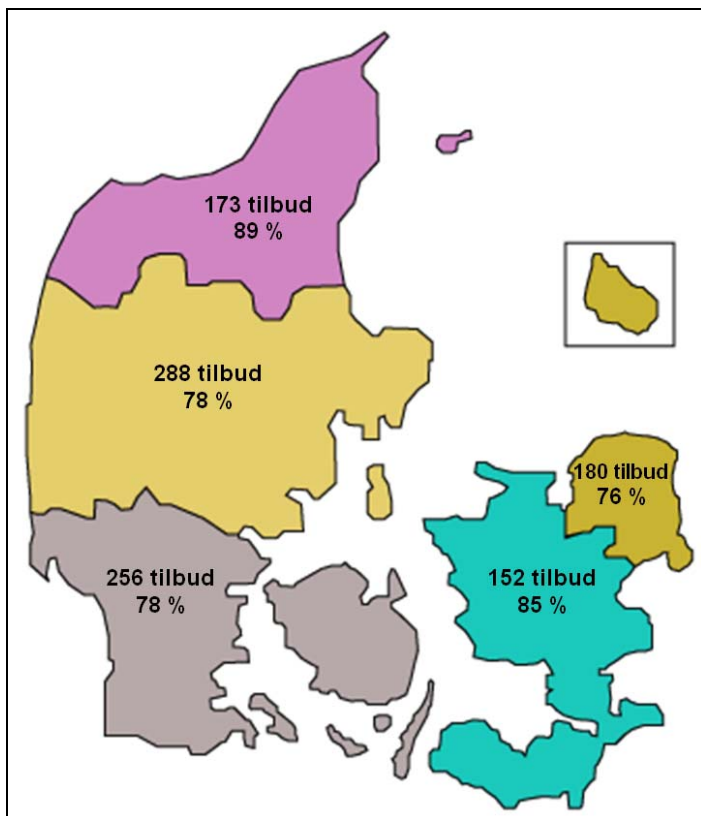 173 tilbud
89 %
288 tilbud
78 %
180 tilbud
76 %
256 tilbud
78 %
152 tilbud
85 %